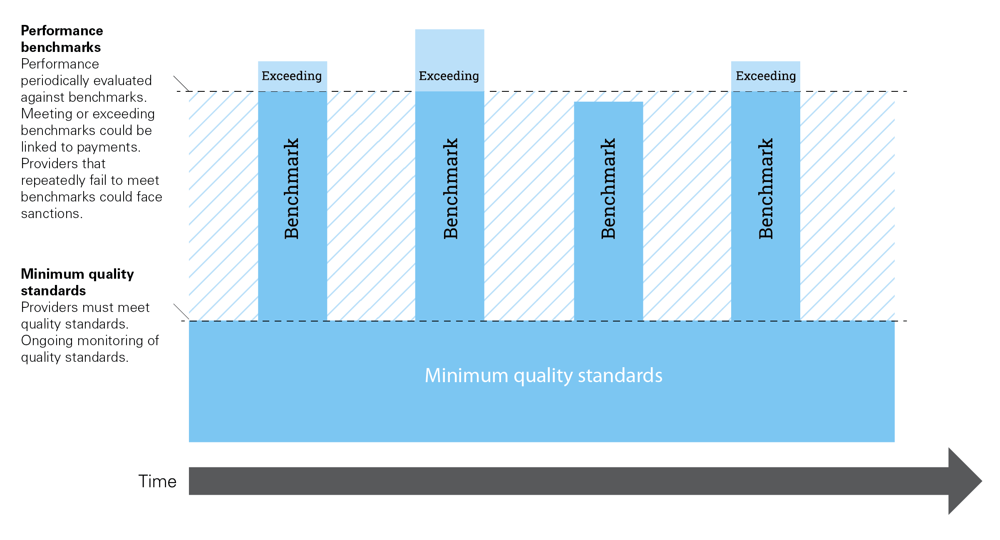 Performance
benchmarks
Performance
periodically evaluated
against benchmarks.
Meeting or exceeding
benchmarks could be
linked to payments.
Providers that
repeatedly fail to meet
benchmarks could face
sanctions.
Minimum quality
standards
Providers must meet
quality standards.
Ongoing monitoring of
quality standards.
Exceeding
Exceeding
Exceeding
Benchmark
Benchmark
Benchmark
Benchmark
Minimum quality standards
Time